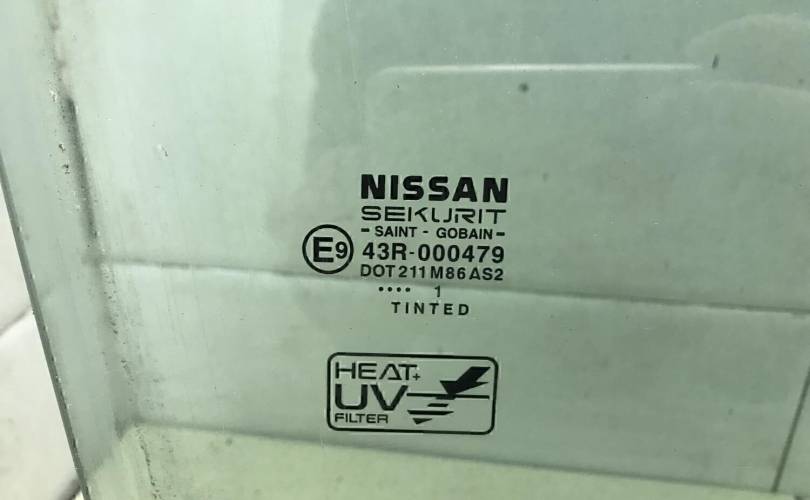 NISSAN
SEKURIT
- SAINT - GOBAIN -
E9 43R-000479
DOT 211 M86 AS2
•••• 1
TINTED
HEAT+
UV
FILTER